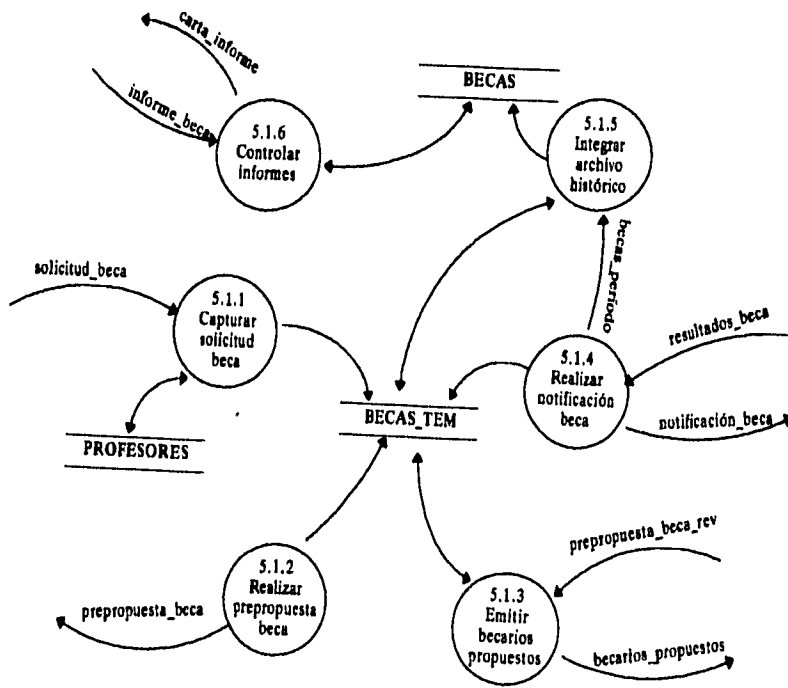 carta_informe
informe_beca
5.1.6
Controlar
informes
BECAS
5.1.5
Integrar
archivo
histórico
becas_periodo
solicitud_beca
5.1.1
Capturar
solicitud
beca
PROFESORES
BECAS_TEM
5.1.4
Realizar
notificación
beca
resultados_beca
notificación_beca
5.1.2
Realizar
prepropuesta
beca
prepropuesta_beca
5.1.3
Emitir
becarios
propuestos
prepropuesta_beca_rev
becarios_propuestos